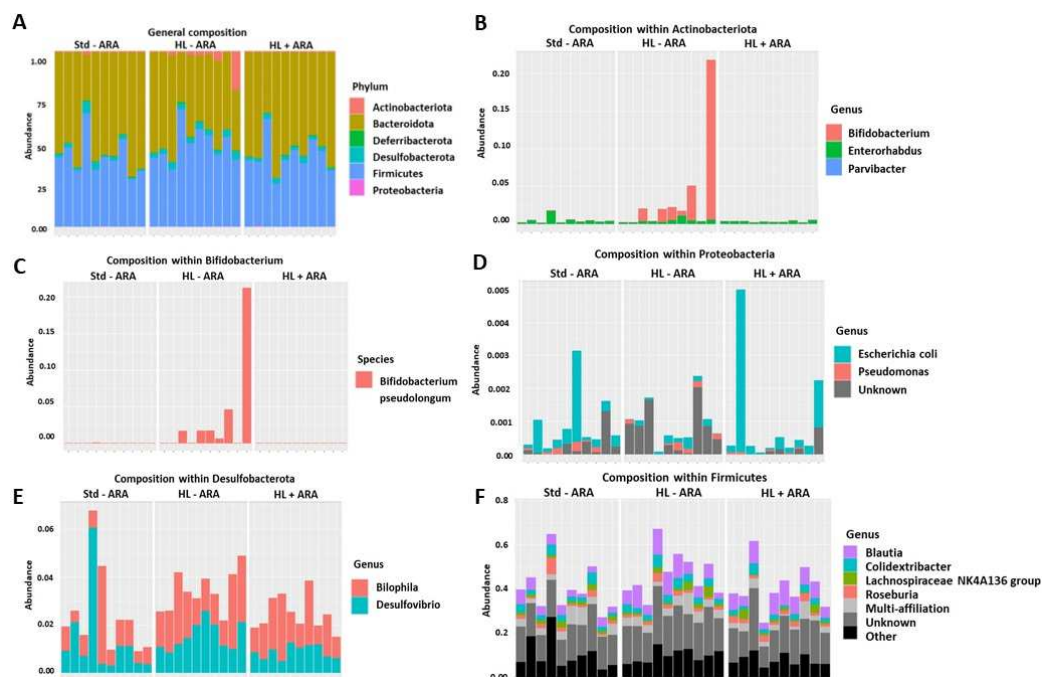 A
General composition
Std - ARA
HL - ARA
HL + ARA
1.00
75
50
25
0.00
Abundance
Phylum
Actinobacteriota
Bacteroidota
Deferribacterota
Desulfobacterota
Firmicutes
Proteobacteria
B
Composition within Actinobacteriota
Std - ARA
HL - ARA
HL + ARA
0.20
0.15
0.10
0.05
0.00
Abundance
Genus
Bifidobacterium
Enterorhabdus
Parvibacter
C
Composition within Bifidobacterium
Std - ARA
HL - ARA
HL + ARA
0.20
0.15
0.10
0.05
0.00
Abundance
Species
Bifidobacterium
pseudolongum
D
Composition within Proteobacteria
Std - ARA
HL - ARA
HL + ARA
0.005
0.004
0.003
0.002
0.001
0.00
Abundance
Genus
Escherichia coli
Pseudomonas
Unknown
E
Composition within Desulfobacterota
Std - ARA
HL - ARA
HL + ARA
0.06
0.04
0.02
0.00
Abundance
Genus
Bilophila
Desulfovibrio
F
Composition within Firmicutes
Std - ARA
HL - ARA
HL + ARA
0.8
0.6
0.4
0.2
0.00
Abundance
Genus
Blautia
Colidextribacter
Lachnospiraceae NK4A136 group
Roseburia
Multi-affiliation
Unknown
Other